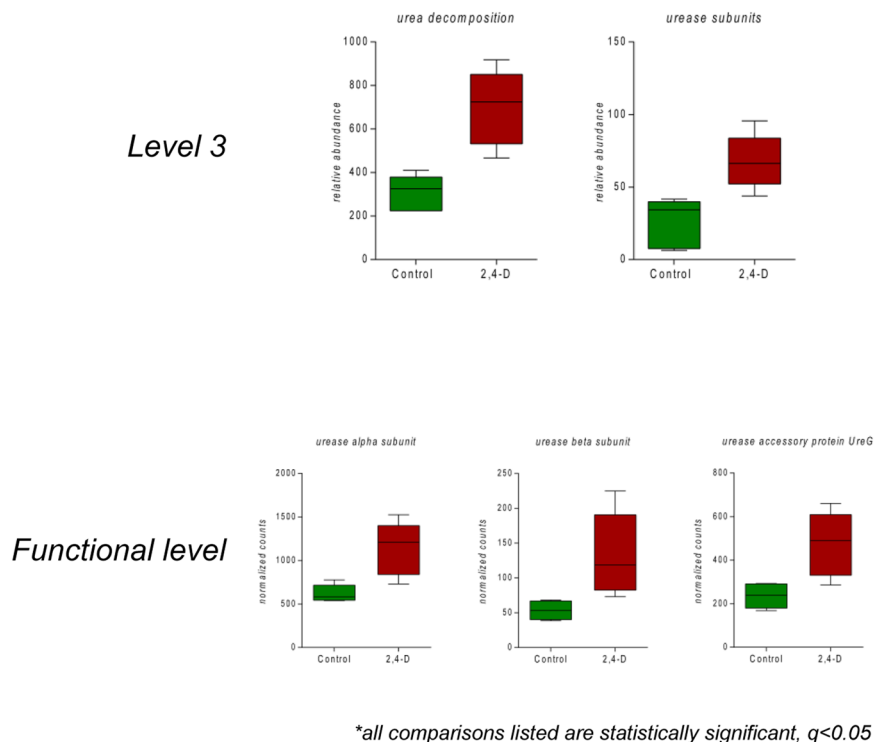 urea decomposition
urease subunits
Level 3
relative abundance
1000
800
600
400
200
0
Control 2,4-D
relative abundance
150
100
50
0
Control 2,4-D
Functional level
urease alpha subunit
urease beta subunit
urease accessory protein UreG
normalized counts
2000
1500
1000
500
0
Control 2,4-D
normalized counts
250
200
150
100
50
0
Control 2,4-D
normalized counts
800
600
400
200
0
Control 2,4-D
*all comparisons listed are statistically significant, q<0.05